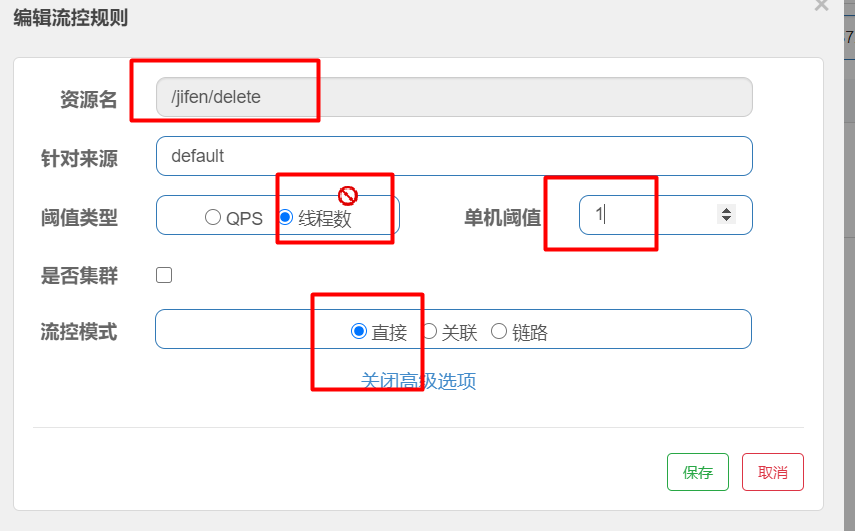 编辑流控规则
×
资源名 /jifen/delete
针对来源 default
阈值类型 QPS 线程数 单机阈值 1
是否集群
流控模式 直接 关联 链路
关闭高级选项
保存 取消